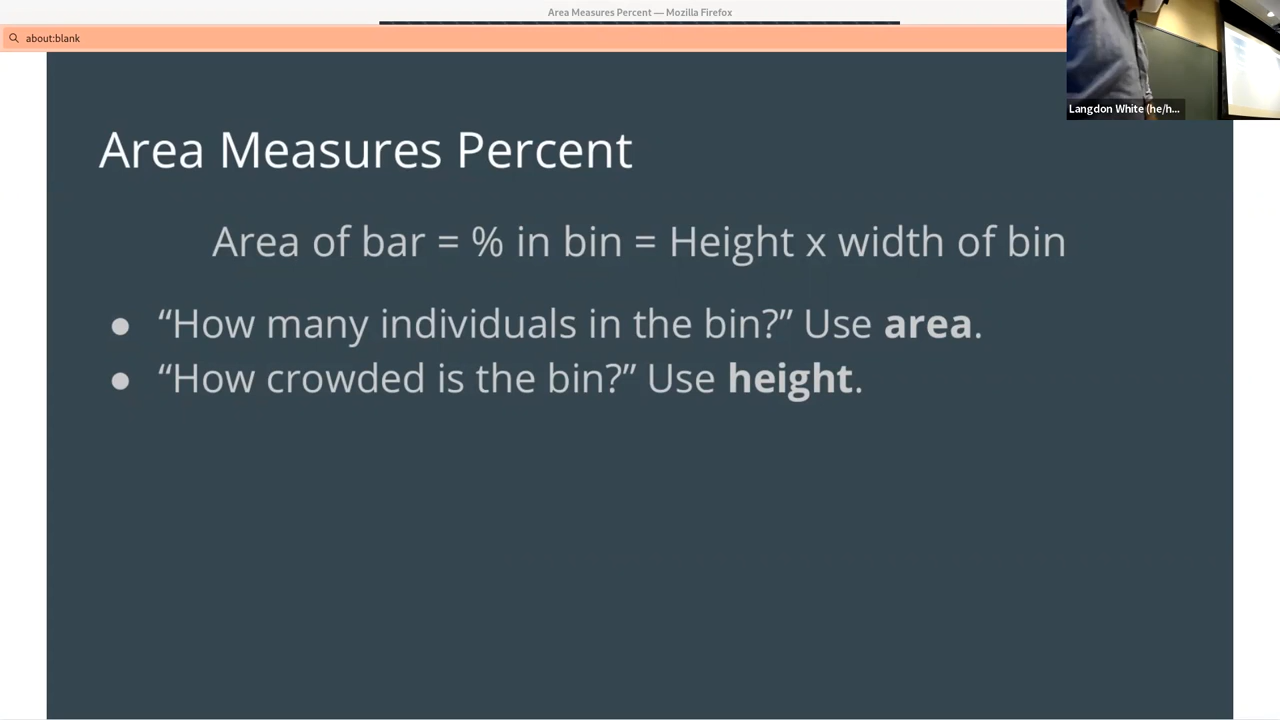 Area Measures Percent — Mozilla Firefox
about:blank
Langdon White (he/h...
Area Measures Percent
Area of bar = % in bin = Height x width of bin
● “How many individuals in the bin?” Use area.
● “How crowded is the bin?” Use height.